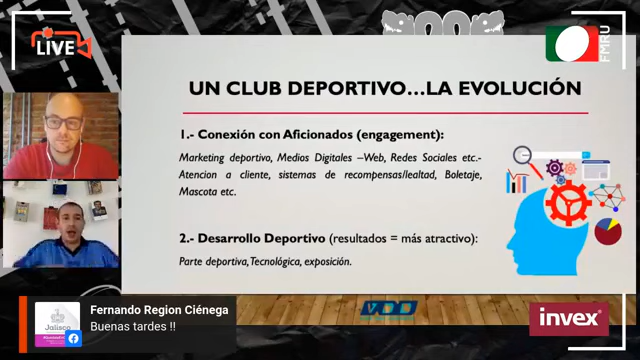 LIVE
FMRU
UN CLUB DEPORTIVO...LA EVOLUCIÓN
1.- Conexión con Aficionados (engagement):
Marketing deportivo, Medios Digitales –Web, Redes Sociales etc.-
Atencion a cliente, sistemas de recompensas/lealtad, Boletaje,
Mascota etc.
2.- Desarrollo Deportivo (resultados = más atractivo):
Parte deportiva, Tecnológica, exposición.
Jalisco
Fernando Region Ciénega
Buenas tardes !!
invex